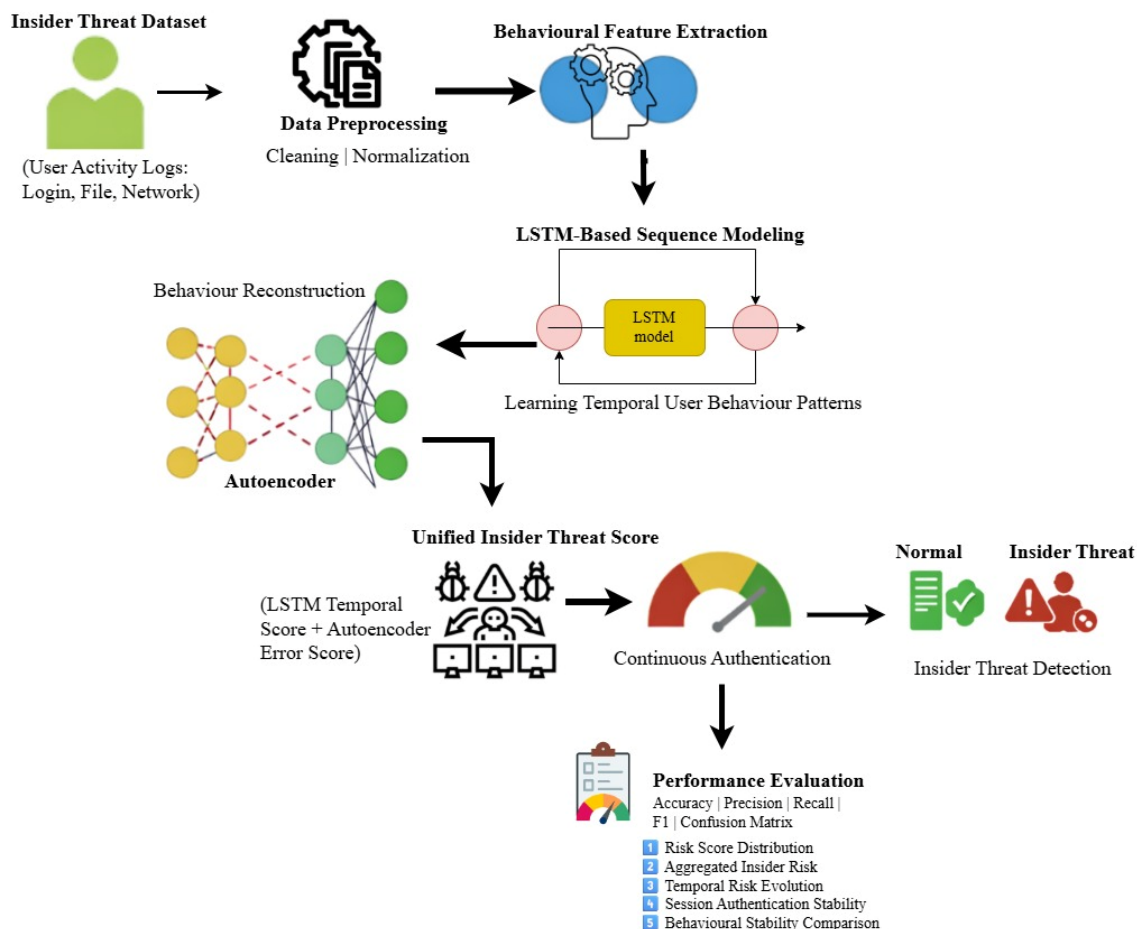 Insider Threat Dataset
(User Activity Logs:
Login, File, Network)
Data Preprocessing
Cleaning | Normalization
Behavioural Feature Extraction
LSTM-Based Sequence Modeling
LSTM
model
Learning Temporal User Behaviour Patterns
Behaviour Reconstruction
Autoencoder
Unified Insider Threat Score
(LSTM Temporal
Score + Autoencoder
Error Score)
Continuous Authentication
Normal
Insider Threat
Insider Threat Detection
Performance Evaluation
Accuracy | Precision | Recall |
F1 | Confusion Matrix
1 Risk Score Distribution
2 Aggregated Insider Risk
3 Temporal Risk Evolution
4 Session Authentication Stability
5 Behavioural Stability Comparison